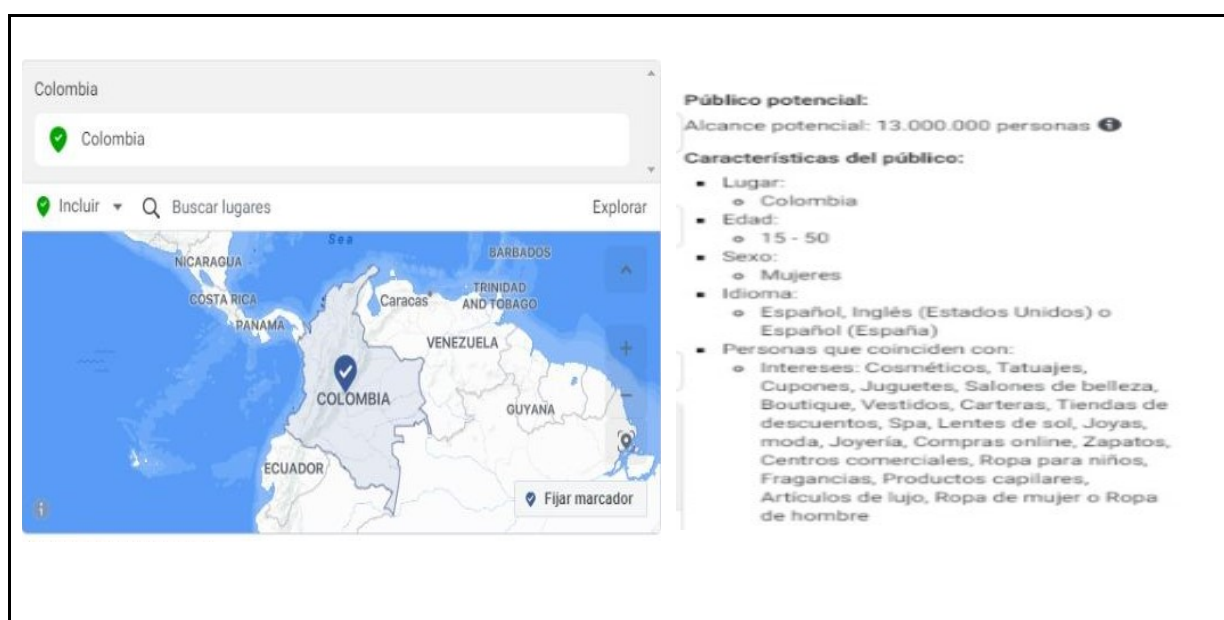 Colombia
Colombia
Incluir
Buscar lugares
Explorar
Sea
BARBADOS
NICARAGUA
TRINIDAD
AND TOBAGO
COSTA RICA
Caracas
PANAMÁ
VENEZUELA
COLOMBIA
GUYANA
ECUADOR
Fijar marcador
Público potencial:
Alcance potencial: 13.000.000 personas
Características del público:
Lugar:
Colombia
Edad:
15 - 50
Sexo:
Mujeres
Idioma:
Español, Inglés (Estados Unidos) o
Español (España)
Personas que coinciden con:
Intereses: Cosméticos, Tatuajes,
Cupones, Juguetes, Salones de belleza,
Boutique, Vestidos, Carteras, Tiendas de
descuentos, Spa, Lentes de sol, Joyas,
moda, Joyería, Compras online, Zapatos,
Centros comerciales, Ropa para niños,
Fragancias, Productos capilares,
Artículos de lujo, Ropa de mujer o Ropa
de hombre